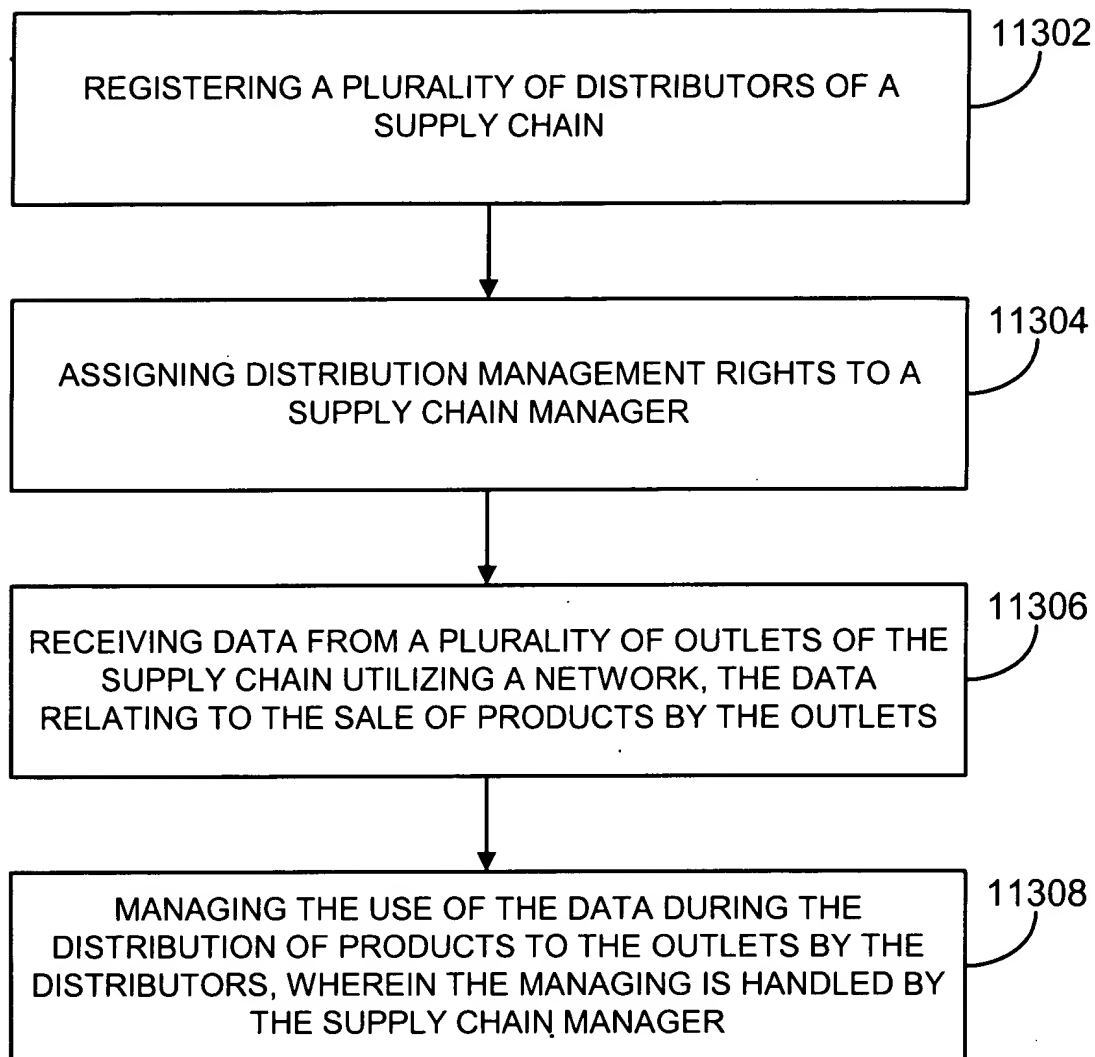 11302
REGISTERING A PLURALITY OF DISTRIBUTORS OF A
SUPPLY CHAIN
11304
ASSIGNING DISTRIBUTION MANAGEMENT RIGHTS TO A
SUPPLY CHAIN MANAGER
11306
RECEIVING DATA FROM A PLURALITY OF OUTLETS OF THE
SUPPLY CHAIN UTILIZING A NETWORK, THE DATA
RELATING TO THE SALE OF PRODUCTS BY THE OUTLETS
11308
MANAGING THE USE OF THE DATA DURING THE
DISTRIBUTION OF PRODUCTS TO THE OUTLETS BY THE
DISTRIBUTORS, WHEREIN THE MANAGING IS HANDLED BY
THE SUPPLY CHAIN MANAGER